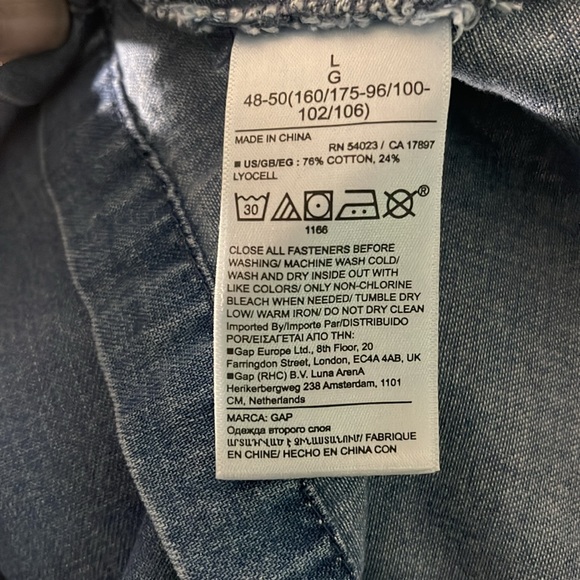 L
G
48-50(160/175-96/100-
102/106)
MADE IN CHINA
RN 54023 / CA 17897
■ US/GB/EG : 76% COTTON, 24%
LYOCELL
30
®
1166
CLOSE ALL FASTENERS BEFORE
WASHING/ MACHINE WASH COLD/
WASH AND DRY INSIDE OUT WITH
LIKE COLORS/ ONLY NON-CHLORINE
BLEACH WHEN NEEDED/ TUMBLE DRY
LOW/ WARM IRON/ DO NOT DRY CLEAN
Imported By/Importe Par/DISTRIBUIDO
POR/ΕΙΣΑΓΕΤΑΙ ΑΠΟ ΤΗΝ:
■Gap Europe Ltd., 8th Floor, 20
Farringdon Street, London, EC4A 4AB, UK
■Gap (RHC) B.V. Luna ArenA
Herikerbergweg 238 Amsterdam, 1101
CM, Netherlands
MARCA: GAP
Одежда второго слоя
ԱՐՏԱԴՐՎԱԾ Է ՉԻՆԱՍՏԱՆՈՒՄ/ FABRIQUE
EN CHINE/ HECHO EN CHINA CON